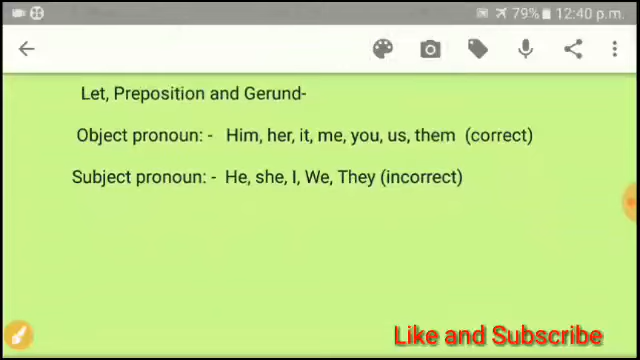 79% 12:40 p.m.
Let, Preposition and Gerund-
Object pronoun: - Him, her, it, me, you, us, them (correct)
Subject pronoun: - He, she, I, We, They (incorrect)
Like and Subscribe